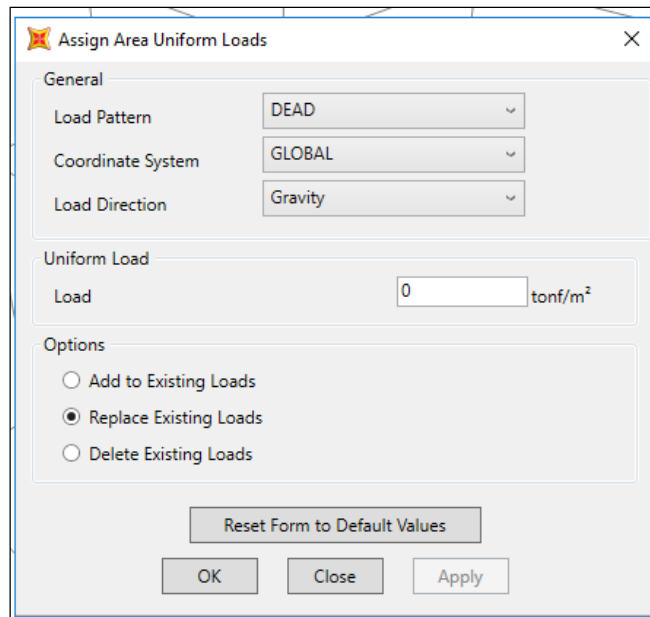 Assign Area Uniform Loads
General
Load Pattern DEAD
Coordinate System GLOBAL
Load Direction Gravity
Uniform Load
Load 0 tonf/m²
Options
Add to Existing Loads
Replace Existing Loads
Delete Existing Loads
Reset Form to Default Values
OK Close Apply